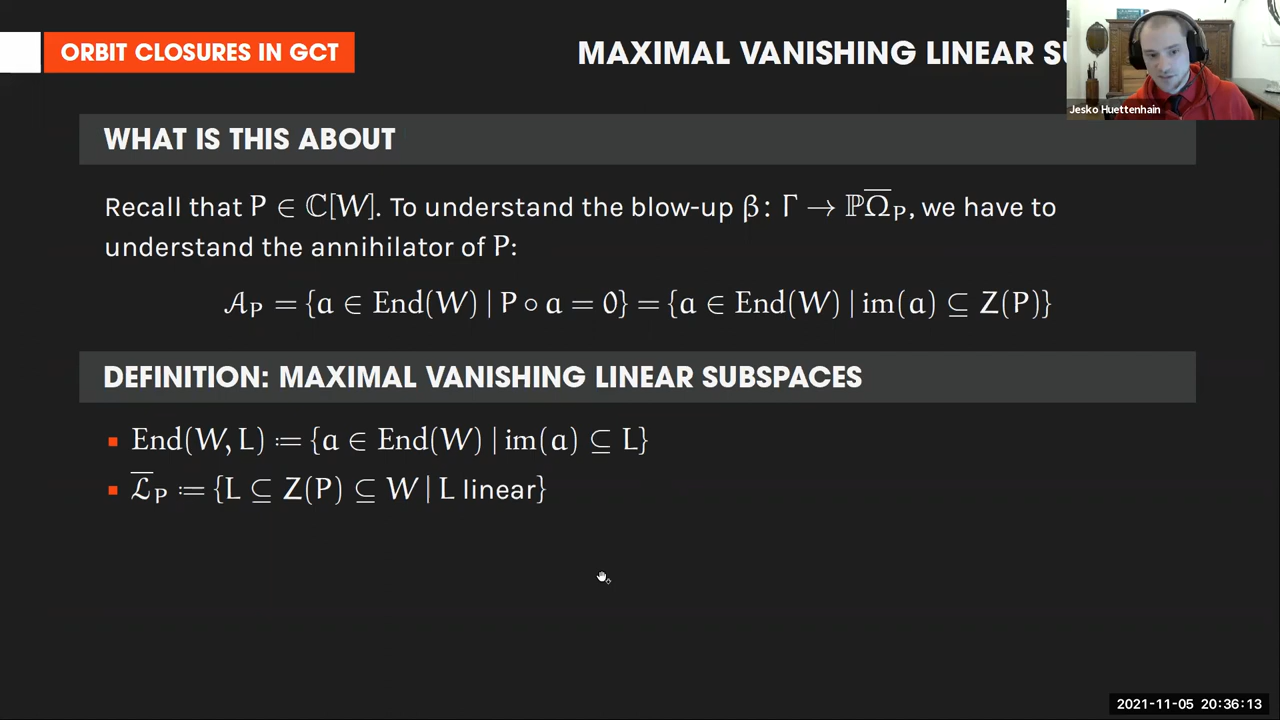 ORBIT CLOSURES IN GCT
MAXIMAL VANISHING LINEAR
Jesko Huettenhain
WHAT IS THIS ABOUT
Recall that P ∈ ℂ[W]. To understand the blow-up β: Γ → ℙΩ̅_P, we have to
understand the annihilator of P:
𝒜_P = {a ∈ End(W) | P ∘ a = 0} = {a ∈ End(W) | im(a) ⊆ Z(P)}
DEFINITION: MAXIMAL VANISHING LINEAR SUBSPACES
▪ End(W, L) := {a ∈ End(W) | im(a) ⊆ L}
▪ ℒ̅_P := {L ⊆ Z(P) ⊆ W | L linear}
2021-11-05 20:36:13